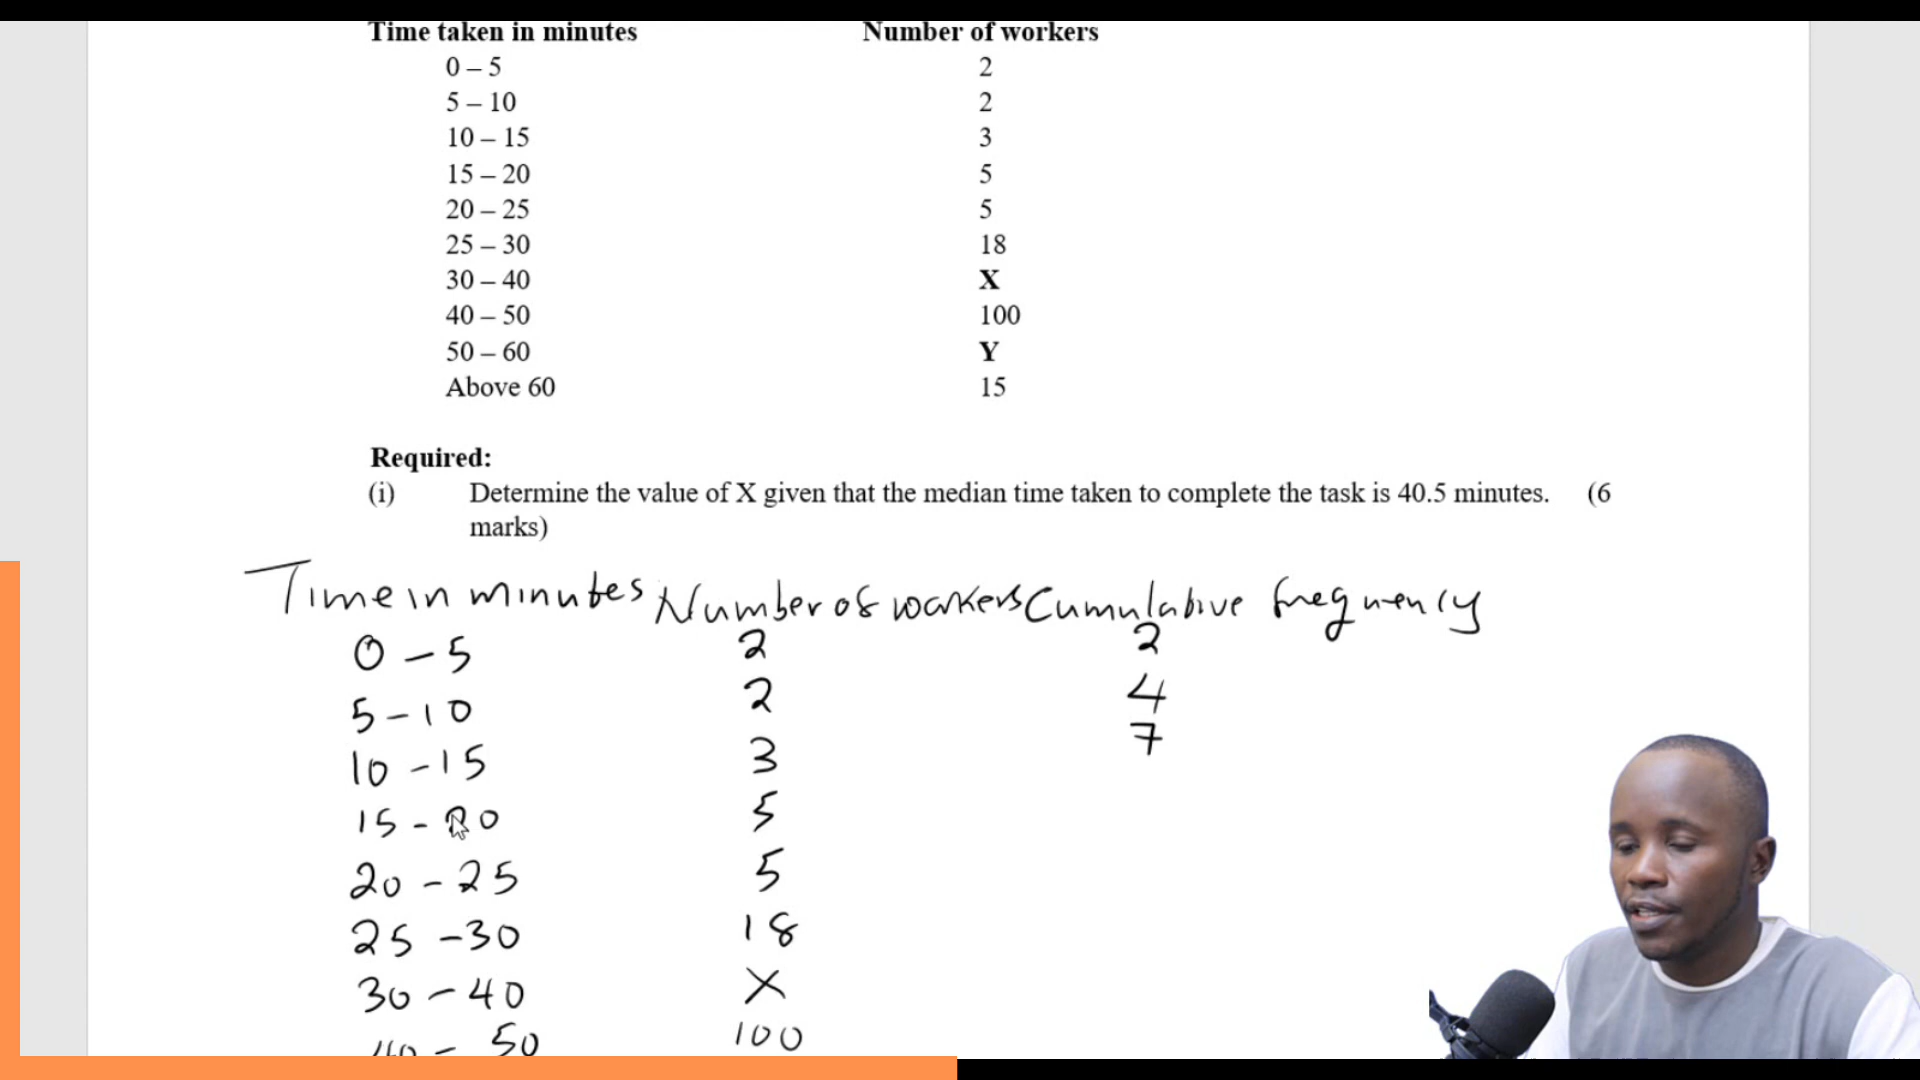 Time taken in minutes Number of workers
0 – 5 2
5 – 10 2
10 – 15 3
15 – 20 5
20 – 25 5
25 – 30 18
30 – 40 X
40 – 50 100
50 – 60 Y
Above 60 15
Required:
(i) Determine the value of X given that the median time taken to complete the task is 40.5 minutes. (6
marks)
Time in minutes Number of workers Cumulative frequency
0 – 5 2 2
5 – 10 2 4
10 – 15 3 7
15 – 20 5
20 – 25 5
25 – 30 18
30 – 40 X
40 – 50 100